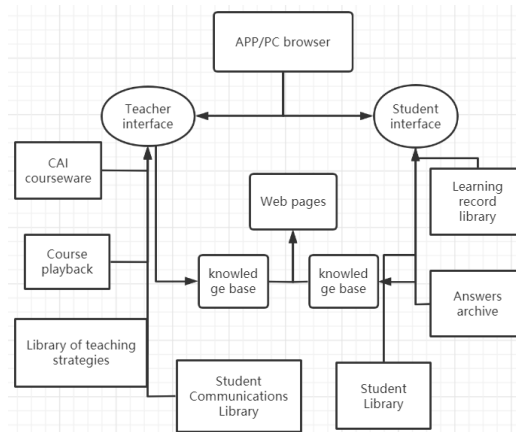 APP/PC browser
Teacher
interface
Student
interface
CAI
courseware
Learning
record
library
Web pages
Course
playback
knowled
ge base
knowled
ge base
Answers
archive
Library of teaching
strategies
Student
Communications
Library
Student
Library